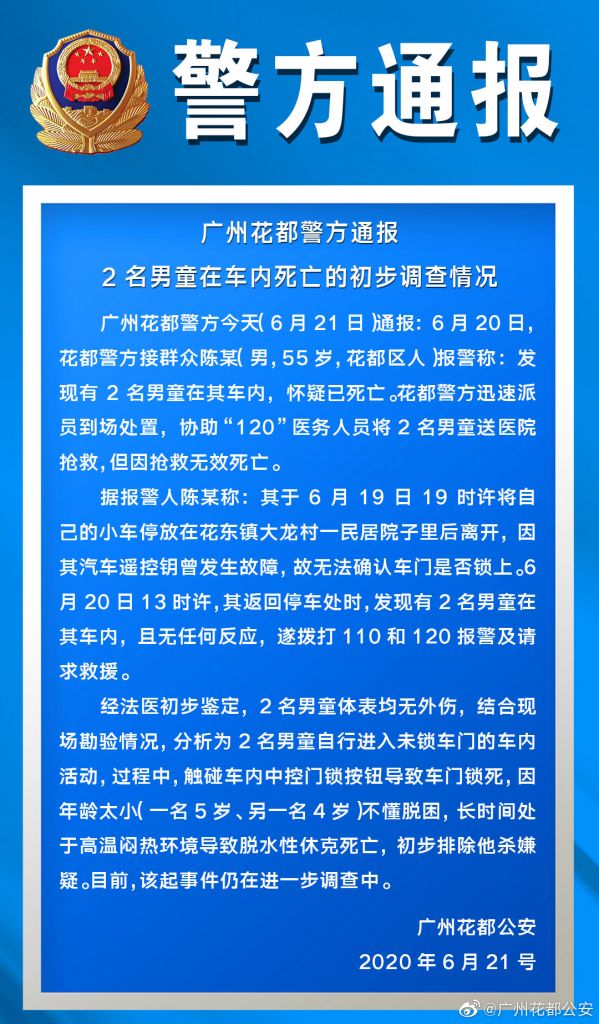 警方通报
广州花都警方通报
2名男童在车内死亡的初步调查情况
广州花都警方今天(6月21日)通报:6月20日,
花都警方接群众陈某(男,55岁,花都区人)报警称:发
现有2名男童在其车内,怀疑已死亡。花都警方迅速派
员到场处置,协助“120”医务人员将2名男童送医院
抢救,但因抢救无效死亡。
据报警人陈某称:其于6月19日19时许将自
己的小车停放在花东镇大龙村一民居院子里后离开,因
其汽车遥控钥曾发生故障,故无法确认车门是否锁上。6
月20日13时许,其返回停车处时,发现有2名男童在
其车内,且无任何反应,遂拨打110和120报警及请
求救援。
经法医初步鉴定,2名男童体表均无外伤,结合现
场勘验情况,分析为2名男童自行进入未锁车门的车内
活动,过程中,触碰车内中控门锁按钮导致车门锁死,因
年龄太小(一名5岁、另一名4岁)不懂脱困,长时间处
于高温闷热环境导致脱水性休克死亡,初步排除他杀嫌
疑。目前,该起事件仍在进一步调查中。
广州花都公安
2020年6月21号
@广州花都公安